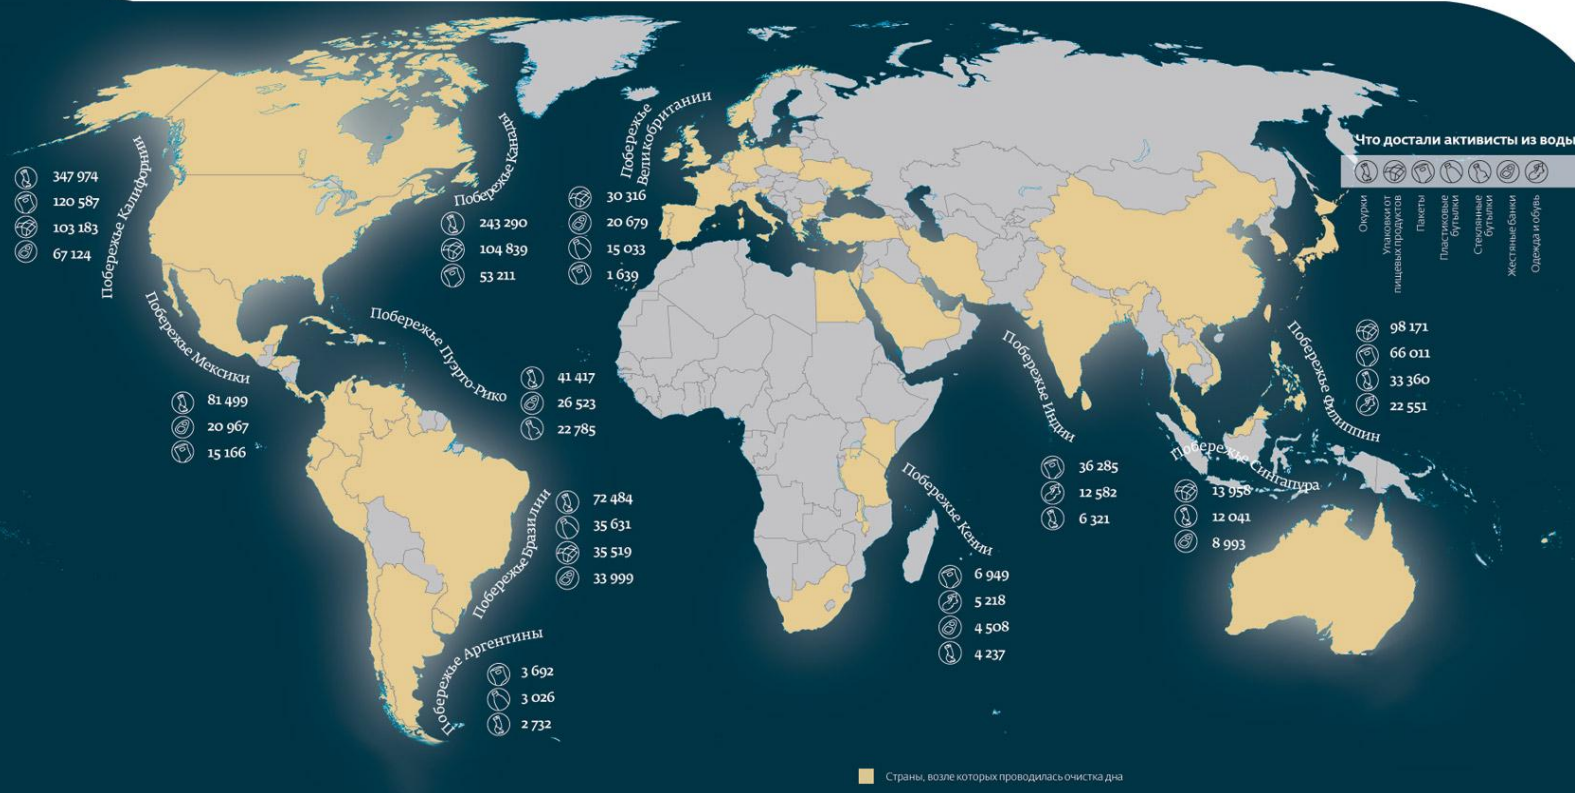 Что достали активисты из воды
Окурки
Упаковки от
пищевых продуктов
Пакеты
Пластиковые
бутылки
Стеклянные
бутылки
Жестяные банки
Одежда и обувь
Побережье Калифорнии
347 974
120 587
103 183
67 124
Побережье Канады
243 290
104 839
53 211
Побережье
Великобритании
30 316
20 679
15 033
1 639
Побережье Мексики
81 499
20 967
15 166
Побережье Пуэрто-Рико
41 417
26 523
22 785
Побережье Бразилии
72 484
35 631
35 519
33 999
Побережье Аргентины
3 692
3 026
2 732
Побережье Кении
6 949
5 218
4 508
4 237
Побережье Индии
36 285
12 582
6 321
Побережье Сингапура
13 958
12 041
8 993
Побережье Филиппин
98 171
66 011
33 360
22 551
Страны, возле которых проводилась очистка дна